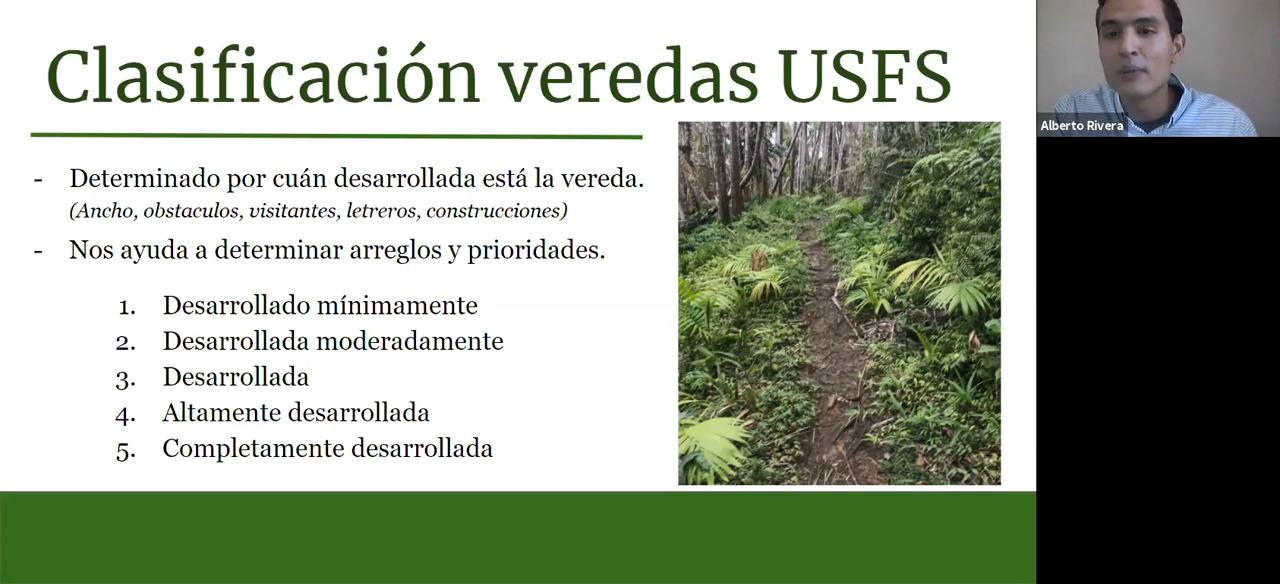 Clasificación veredas USFS
- Determinado por cuán desarrollada está la vereda.
(Ancho, obstaculos, visitantes, letreros, construcciones)
- Nos ayuda a determinar arreglos y prioridades.
1. Desarrollado mínimamente
2. Desarrollada moderadamente
3. Desarrollada
4. Altamente desarrollada
5. Completamente desarrollada
Alberto Rivera